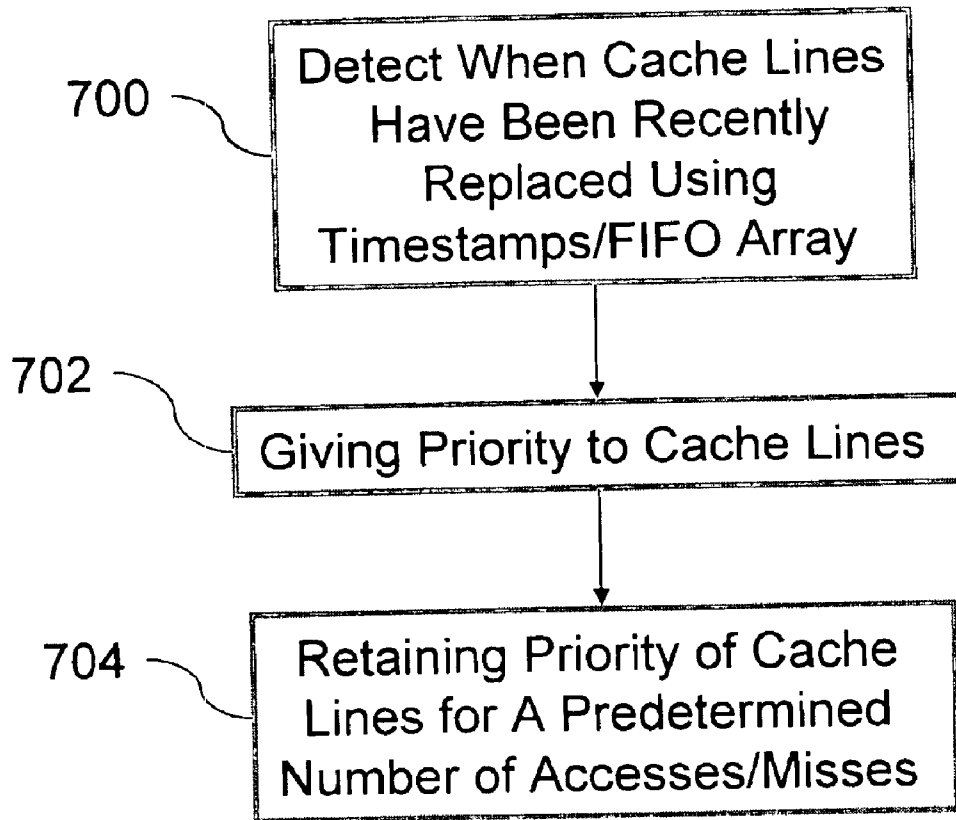 700
Detect When Cache Lines
Have Been Recently
Replaced Using
Timestamps/FIFO Array
702
Giving Priority to Cache Lines
704
Retaining Priority of Cache
Lines for A Predetermined
Number of Accesses/Misses